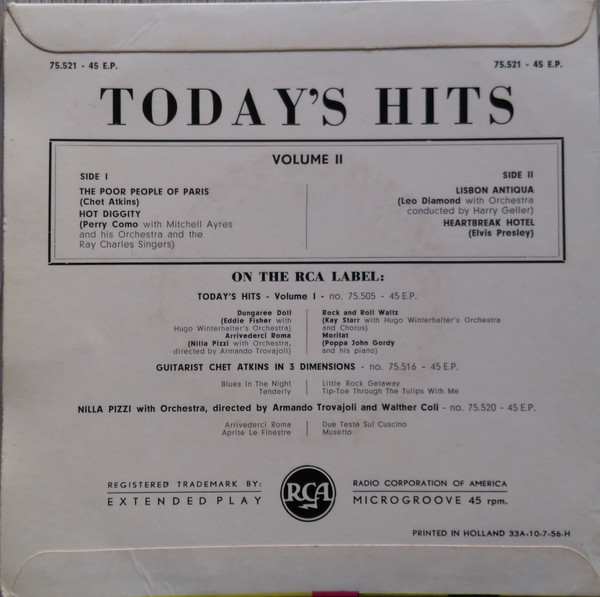 75.521 - 45 E.P.
75.521 - 45 E.P.
TODAY'S HITS
VOLUME II
SIDE I
THE POOR PEOPLE OF PARIS
(Chet Atkins)
HOT DIGGITY
(Perry Como with Mitchell Ayres
and his Orchestra and the
Ray Charles Singers)
SIDE II
LISBON ANTIQUA
(Leo Diamond with Orchestra
conducted by Harry Geller)
HEARTBREAK HOTEL
(Elvis Presley)
ON THE RCA LABEL:
TODAY'S HITS - Volume I - no. 75.505 - 45 E.P.
Dungaree Doll
(Eddie Fisher with
Hugo Winterhalter's Orchestra)
Arrivederci Roma
(Nilla Pizzi with Orchestra,
directed by Armando Trovajoli)
Rock and Roll Waltz
(Kay Starr with Hugo Winterhalter's Orchestra
and Chorus)
Moritat
(Poppa John Gordy
and his piano)
GUITARIST CHET ATKINS IN 3 DIMENSIONS - no. 75.516 - 45 E.P.
Blues In The Night
Tenderly
Little Rock Getaway
Tip-Toe Through The Tulips With Me
NILLA PIZZI with Orchestra, directed by Armando Trovajoli and Walther Coli - no. 75.520 - 45 E.P.
Arrivederci Roma
Aprite Le Finestre
Due Teste Sul Cuscino
Musetto
REGISTERED TRADEMARK BY:
EXTENDED PLAY
RCA
RADIO CORPORATION OF AMERICA
MICROGROOVE 45 rpm.
PRINTED IN HOLLAND 33A-10-7-56-H